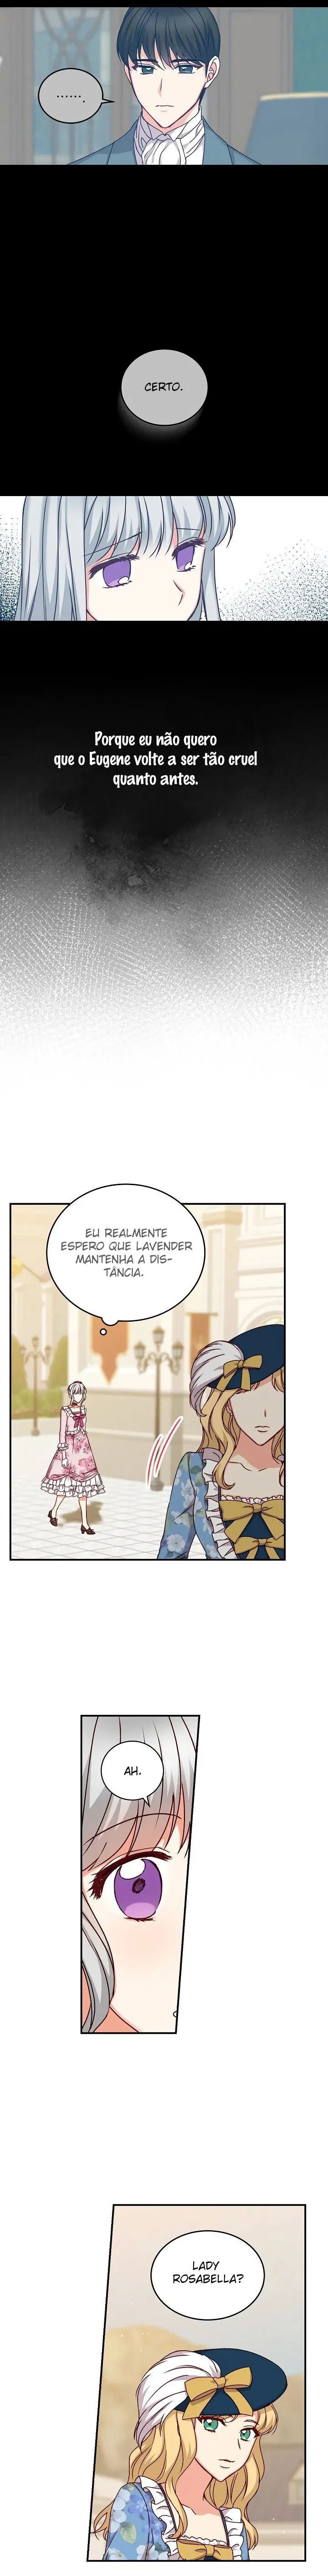 .......
CERTO.
Porque eu não quero
que o Eugene volte a ser tão cruel
quanto antes.
EU REALMENTE
ESPERO QUE LAVENDER
MANTENHA A DIS-
TÂNCIA.
AH.
LADY
ROSABELLA?